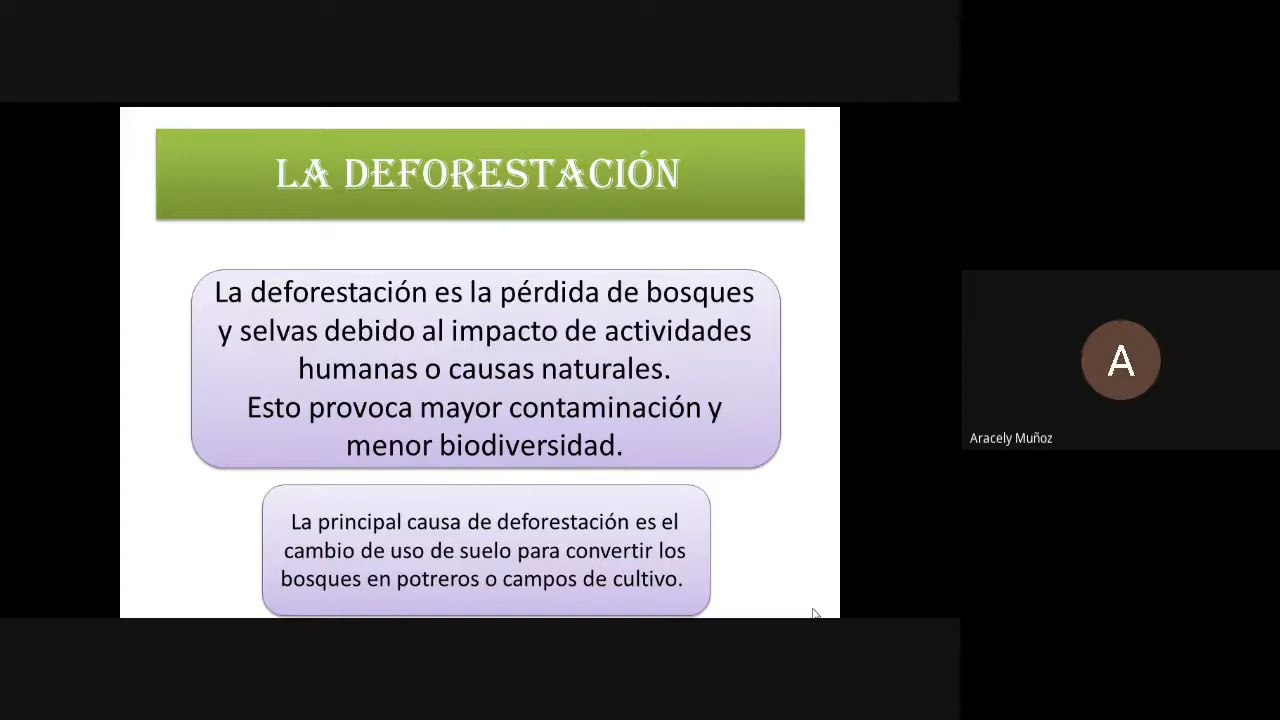 LA DEFORESTACIÓN
La deforestación es la pérdida de bosques
y selvas debido al impacto de actividades
humanas o causas naturales.
Esto provoca mayor contaminación y
menor biodiversidad.
La principal causa de deforestación es el
cambio de uso de suelo para convertir los
bosques en potreros o campos de cultivo.
A
Aracely Muñoz